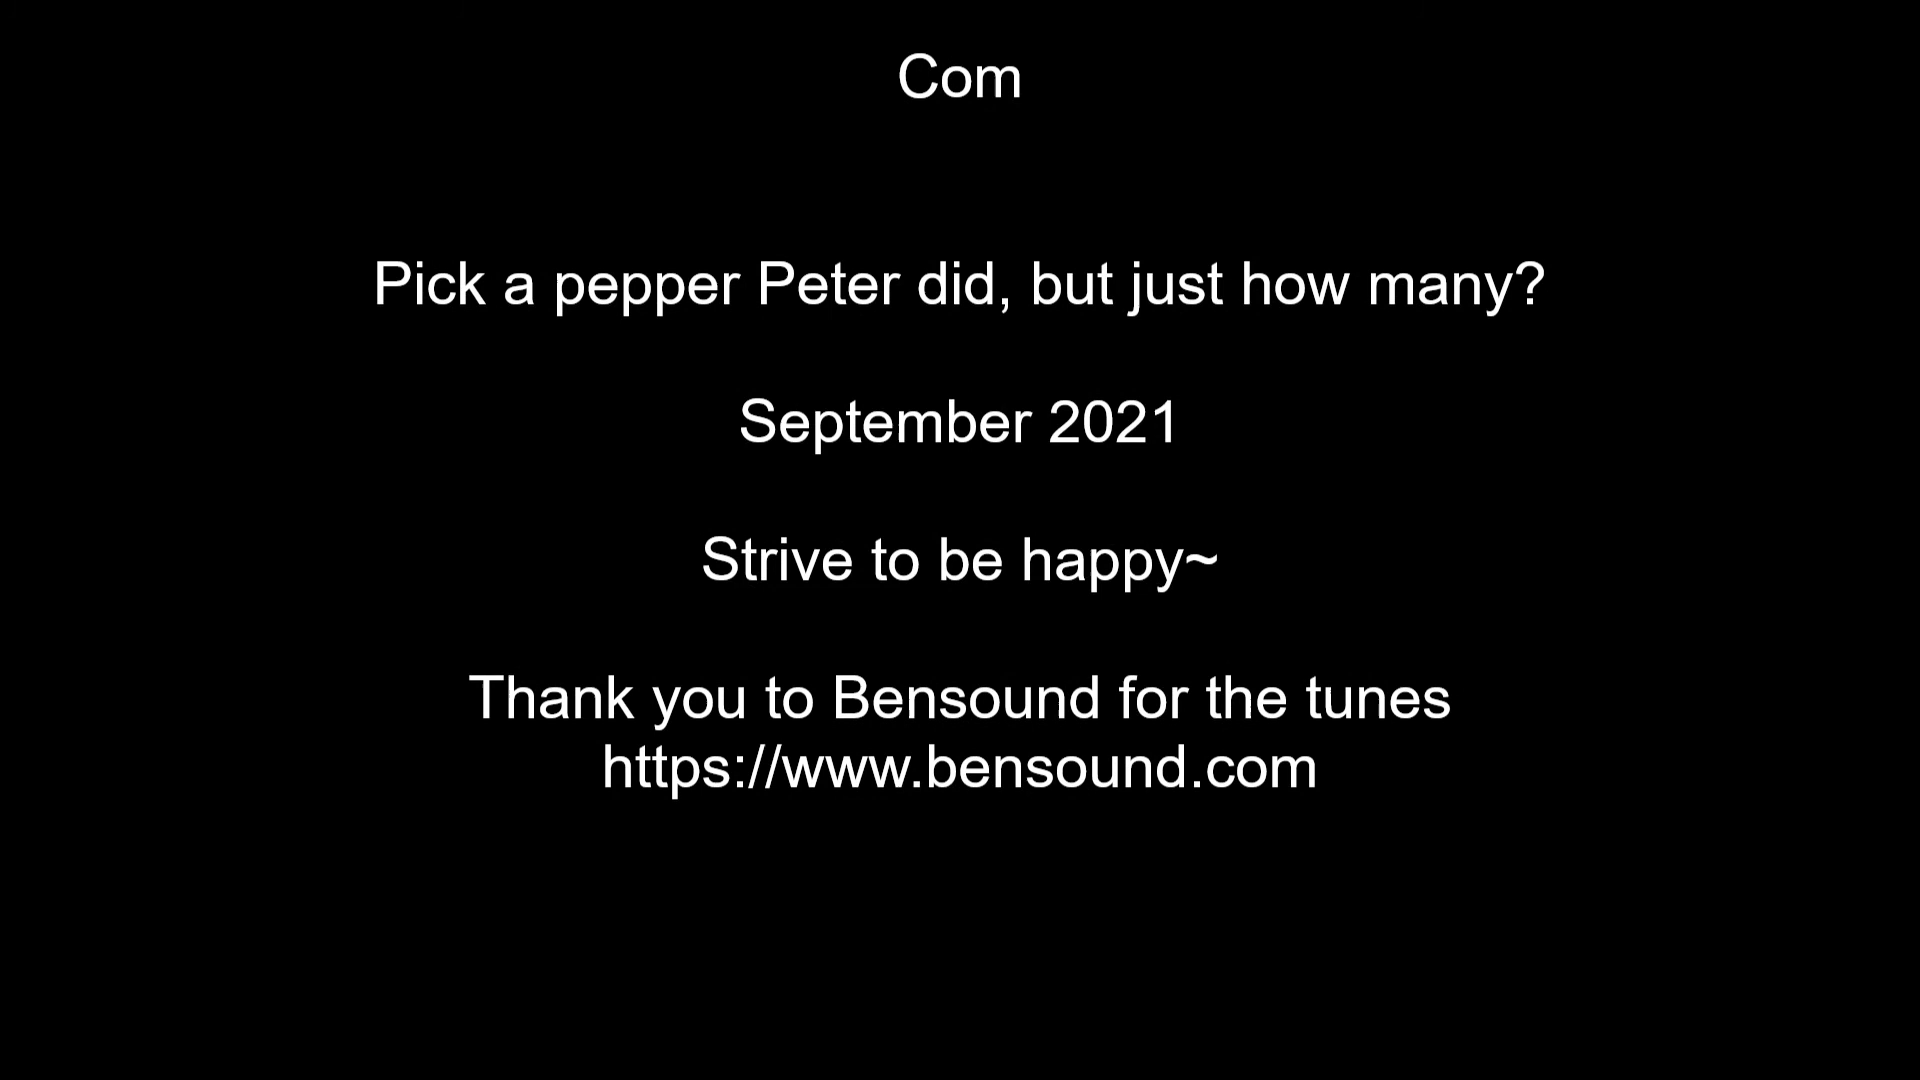 Com
Pick a pepper Peter did, but just how many?
September 2021
Strive to be happy~
Thank you to Bensound for the tunes
https://www.bensound.com